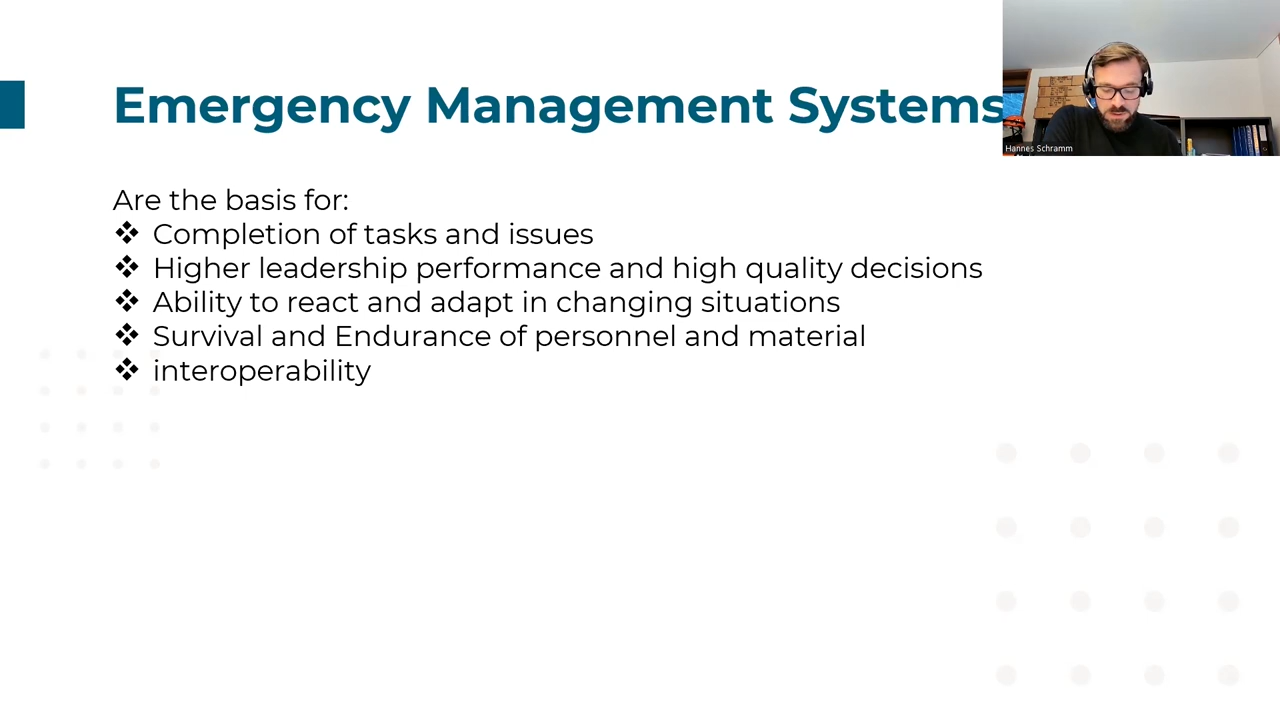 Emergency Management Systems
Hannes Schramm
Are the basis for:
❖ Completion of tasks and issues
❖ Higher leadership performance and high quality decisions
❖ Ability to react and adapt in changing situations
❖ Survival and Endurance of personnel and material
❖ interoperability